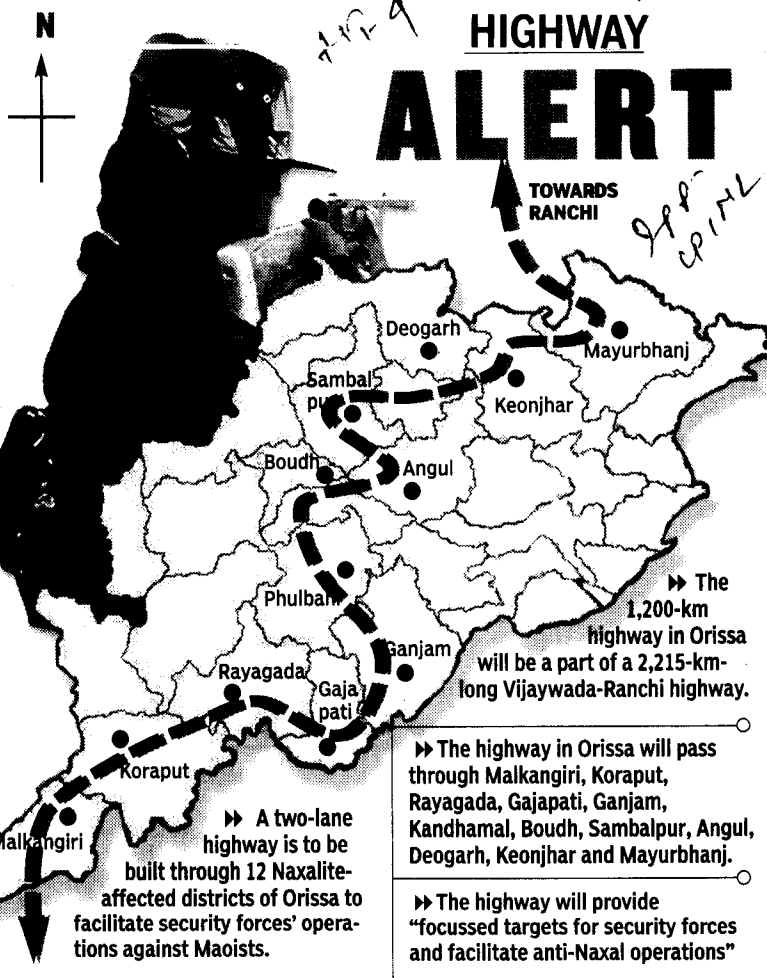 N
HIGHWAY
ALERT
TOWARDS
RANCHI
Deogarh
Mayurbhanj
Sambal
pur
Keonjhar
Boudh
Angul
Phulbani
Ganjam
Rayagada
Gaja
pati
Koraput
Malkangiri
The
1,200-km
highway in Orissa
will be a part of a 2,215-km-
long Vijaywada-Ranchi highway.
The highway in Orissa will pass
through Malkangiri, Koraput,
Rayagada, Gajapati, Ganjam,
Kandhamal, Boudh, Sambalpur, Angul,
Deogarh, Keonjhar and Mayurbhanj.
A two-lane
highway is to be
built through 12 Naxalite-
affected districts of Orissa to
facilitate security forces' opera-
tions against Maoists.
The highway will provide
“focussed targets for security forces
and facilitate anti-Naxal operations”